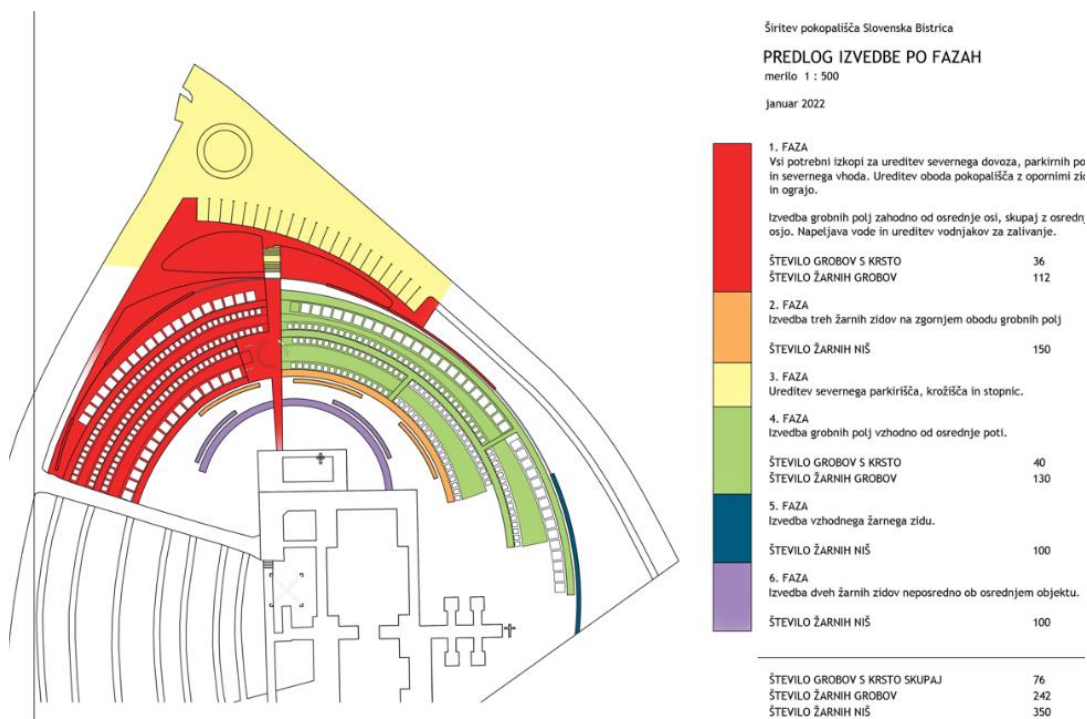 Širitev pokopališča Slovenska Bistrica
PREDLOG IZVEDBE PO FAZAH
merilo 1 : 500
januar 2022
1. FAZA
Vsi potrebni izkopi za ureditev severnega dovoza, parkirnih
in severnega vhoda. Ureditev oboda pokopališča z opornimi
in ograjo.
Izvedba grobnih polj zahodno od osrednje osi, skupaj z
osjo. Napeljava vode in ureditev vodnjakov za zalivanje.
ŠTEVILO GROBOV S KRSTO 36
ŠTEVILO ŽARNIH GROBOV 112
2. FAZA
Izvedba treh žarnih zidov na zgornjem obodu grobnih polj
ŠTEVILO ŽARNIH NIŠ 150
3. FAZA
Ureditev severnega parkirišča, krožišča in stopnic.
4. FAZA
Izvedba grobnih polj vzhodno od osrednje poti.
ŠTEVILO GROBOV S KRSTO 40
ŠTEVILO ŽARNIH GROBOV 130
5. FAZA
Izvedba vzhodnega žarnega zidu.
ŠTEVILO ŽARNIH NIŠ 100
6. FAZA
Izvedba dveh žarnih zidov neposredno ob osrednjem objektu.
ŠTEVILO ŽARNIH NIŠ 100
ŠTEVILO GROBOV S KRSTO SKUPAJ 76
ŠTEVILO ŽARNIH GROBOV 242
ŠTEVILO ŽARNIH NIŠ 350